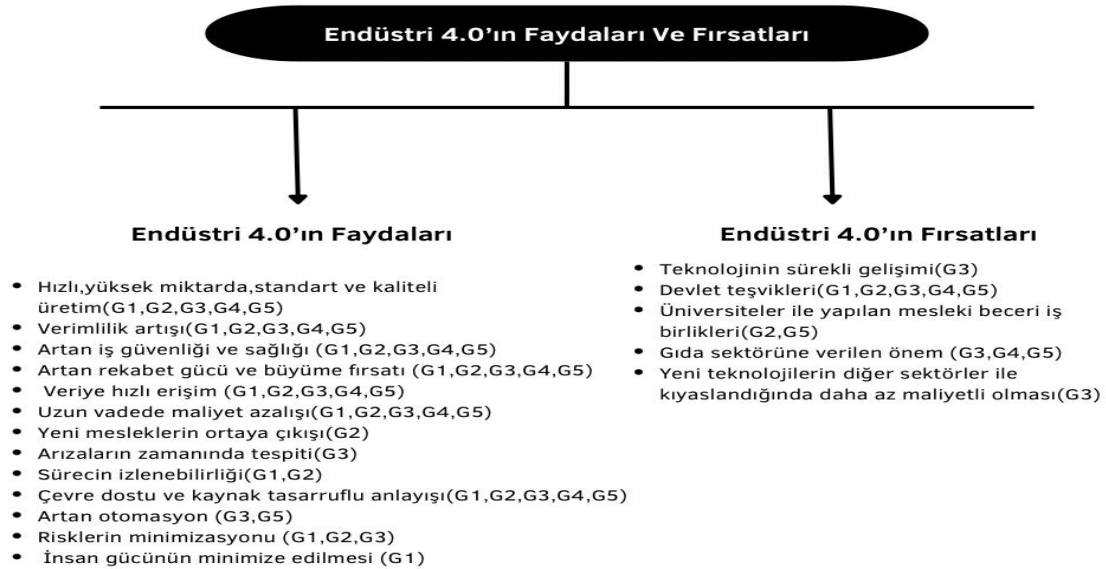 Endüstri 4.0’ın Faydaları Ve Fırsatları
Endüstri 4.0’ın Faydaları
• Hızlı,yüksek miktarda,standart ve kaliteli
üretim(G1,G2,G3,G4,G5)
• Verimlilik artışı(G1,G2,G3,G4,G5)
• Artan iş güvenliği ve sağlığı (G1,G2,G3,G4,G5)
• Artan rekabet gücü ve büyüme fırsatı (G1,G2,G3,G4,G5)
• Veriye hızlı erişim (G1,G2,G3,G4,G5)
• Uzun vadede maliyet azalışı(G1,G2,G3,G4,G5)
• Yeni mesleklerin ortaya çıkışı(G2)
• Arızaların zamanında tespiti(G3)
• Sürecin izlenebilirliği(G1,G2)
• Çevre dostu ve kaynak tasarruflu anlayışı(G1,G2,G3,G4,G5)
• Artan otomasyon (G3,G5)
• Risklerin minimizasyonu (G1,G2,G3)
• İnsan gücünün minimize edilmesi (G1)
Endüstri 4.0’ın Fırsatları
• Teknolojinin sürekli gelişimi(G3)
• Devlet teşvikleri(G1,G2,G3,G4,G5)
• Üniversiteler ile yapılan mesleki beceri iş
birlikleri(G2,G5)
• Gıda sektörüne verilen önem (G3,G4,G5)
• Yeni teknolojilerin diğer sektörler ile
kıyaslandığında daha az maliyetli olması(G3)